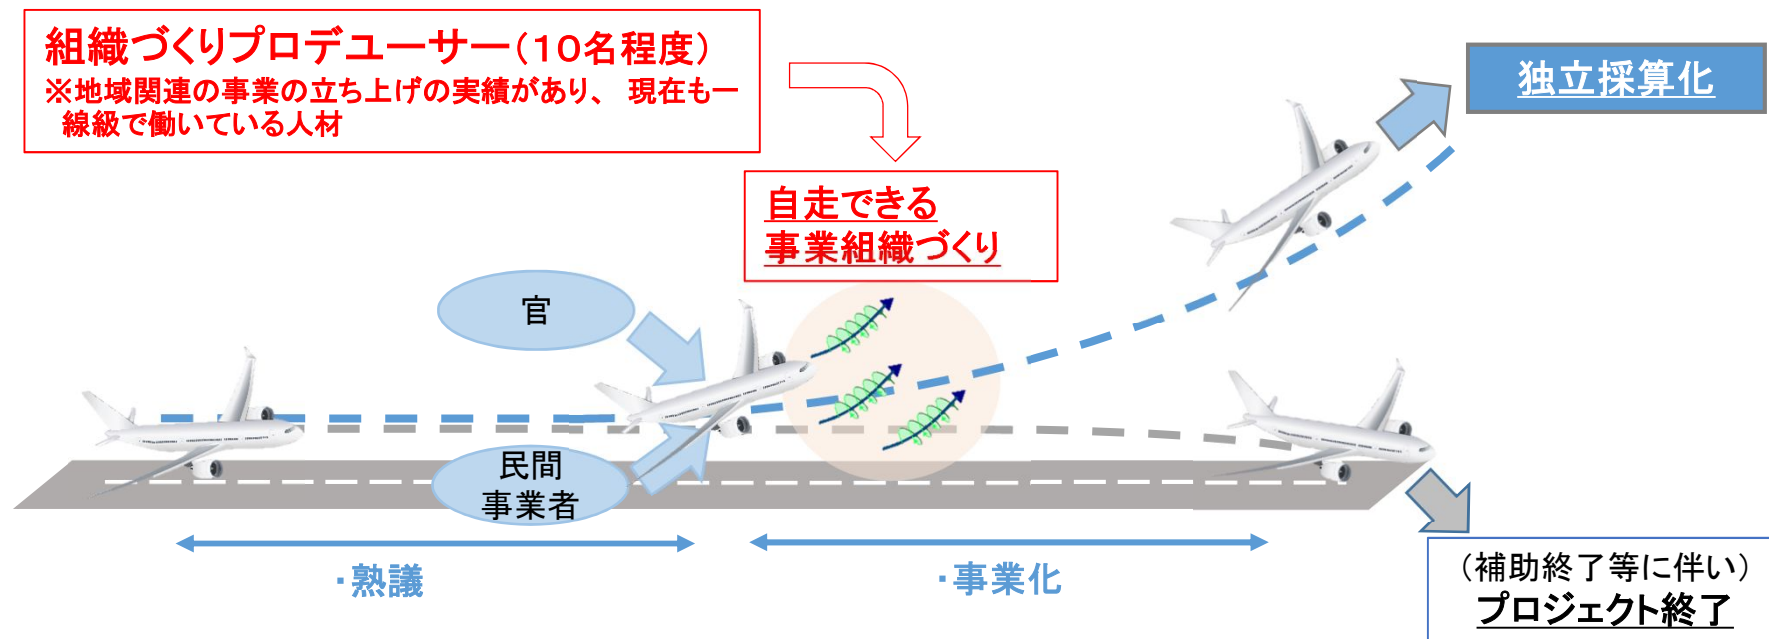 組織づくりプロデユーサー(10名程度)
※地域関連の事業の立ち上げの実績があり、 現在も一
線級で働いている人材
独立採算化
自走できる
事業組織づくり
官
民間
事業者
・熟議
・事業化
(補助終了等に伴い)
プロジェクト終了